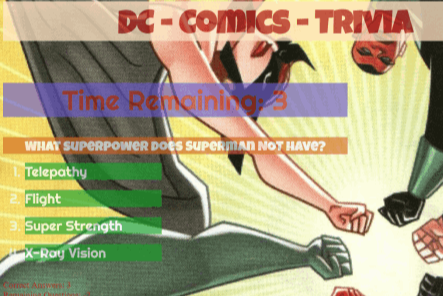 DC - COMICS - TRIVIA
Time Remaining: 3
WHAT SUPERPOWER DOES SUPERMAN NOT HAVE?
1. Telepathy
2. Flight
3. Super Strength
4. X-Ray Vision